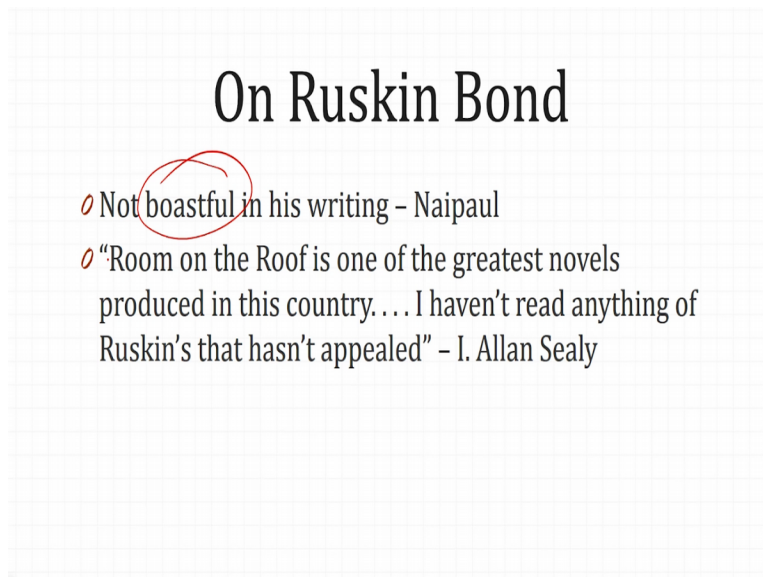 On Ruskin Bond
Not boastful in his writing – Naipaul
“Room on the Roof is one of the greatest novels
produced in this country. . . . I haven’t read anything of
Ruskin’s that hasn’t appealed” – I. Allan Sealy